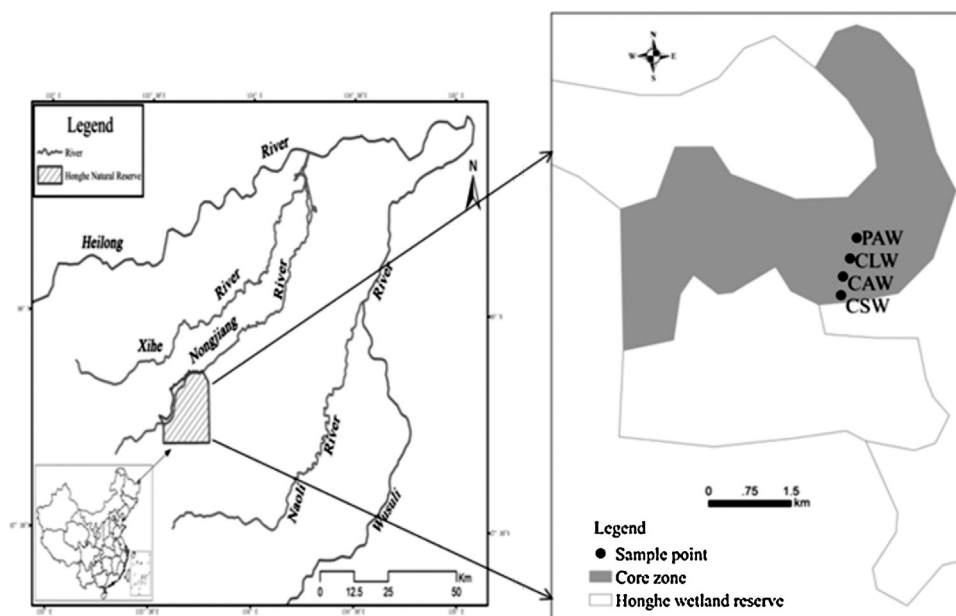 Legend
River
Honghe Natural Reserve
N
River
Heilong
River
River
River
Xihe
Nongjiang
River
Naoli
Wusuli
0 12.5 25 50
Km
N
W E
S
PAW
CLW
CAW
CSW
0 .75 1.5
km
Legend
Sample point
Core zone
Honghe wetland reserve